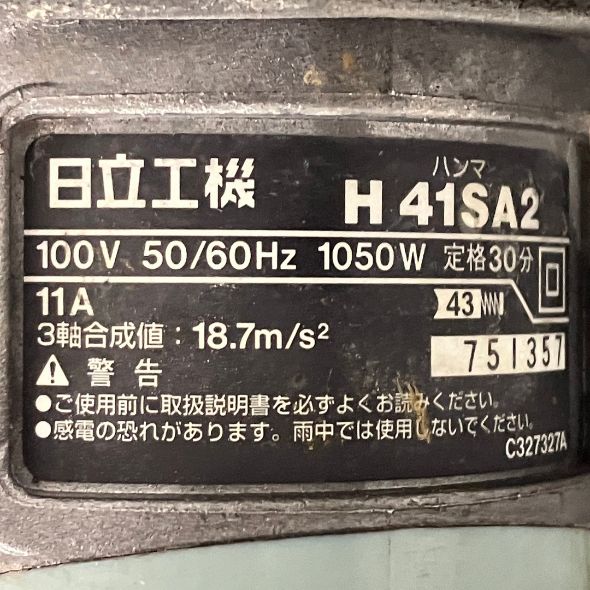 日立工機
ハンマ
H 41SA2
100V 50/60Hz 1050W 定格30分
11A
43
3軸合成値：18.7m/s²
751357
警告
●ご使用前に取扱説明書を必ずよくお読みください。
●感電の恐れがあります。雨中では使用しないでください。
C327327A